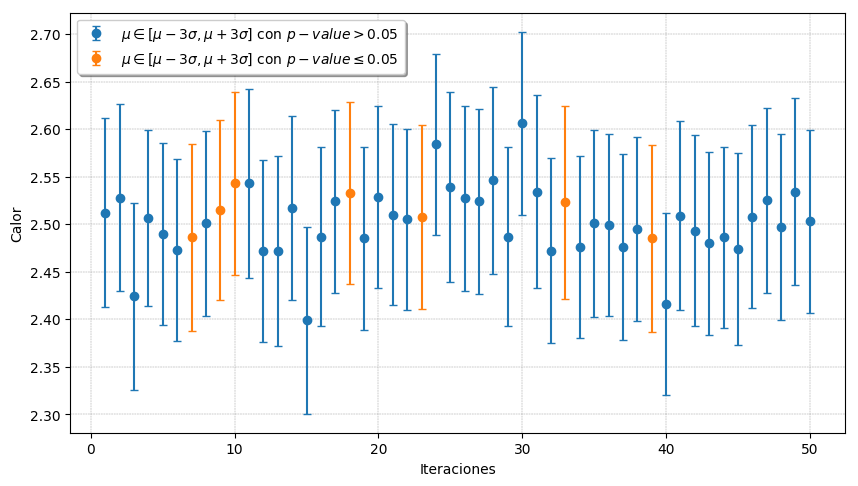 μ ∈ [μ − 3σ, μ + 3σ] con p − value > 0.05
μ ∈ [μ − 3σ, μ + 3σ] con p − value ≤ 0.05
2.70
2.65
2.60
2.55
2.50
2.45
2.40
2.35
2.30
Calor
0 10 20 30 40 50
Iteraciones